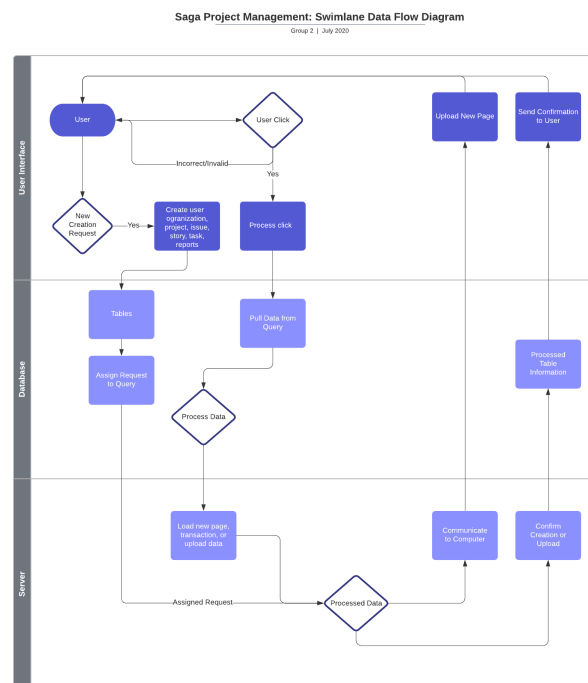 Saga Project Management: Swimlane Data Flow Diagram
Group 2 | July 2020
User Interface
User
User Click
Upload New Page
Send Confirmation
to User
Incorrect/Invalid
Yes
New
Creation
Request
Yes
Create user
ogranization,
project, issue,
story, task,
reports
Process click
Database
Tables
Pull Data from
Query
Assign Request
to Query
Processed
Table
Information
Process Data
Server
Load new page,
transaction, or
upload data
Communicate
to Computer
Confirm
Creation or
Upload
Assigned Request
Processed Data